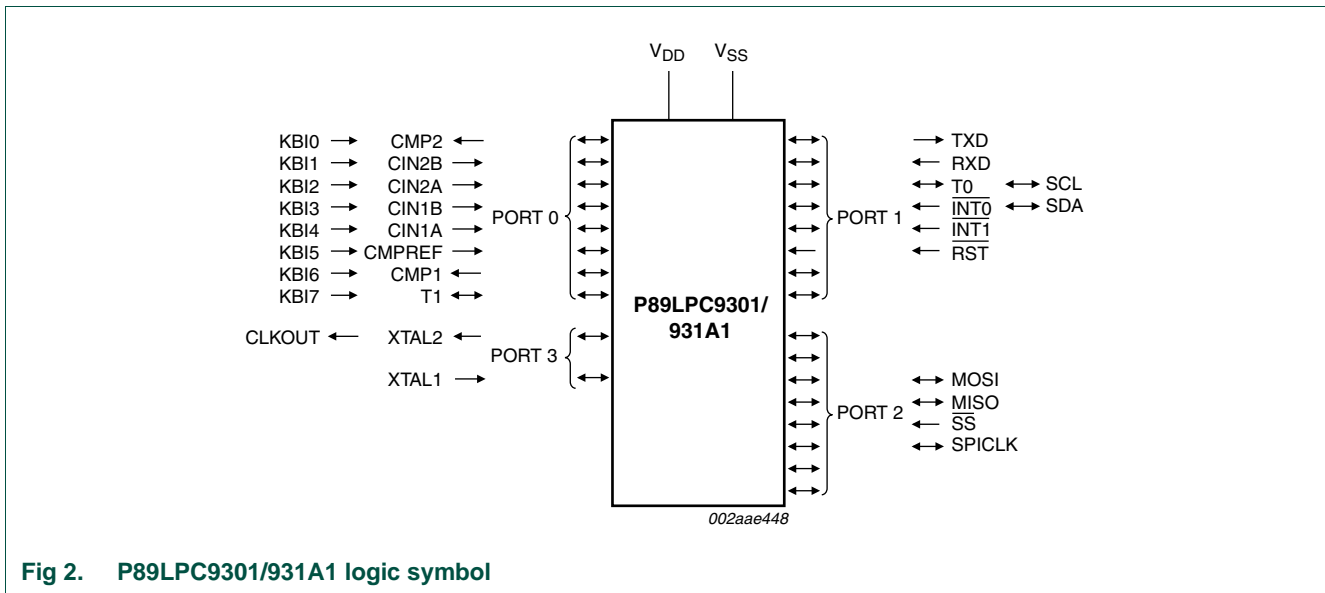 VDD VSS
KBI0 CMP2 TXD
KBI1 CIN2B RXD
KBI2 CIN2A T0 SCL
KBI3 CIN1B PORT 0 PORT 1 INT0 SDA
KBI4 CIN1A INT1
KBI5 CMPREF RST
KBI6 CMP1
KBI7 T1
P89LPC9301/
931A1
CLKOUT XTAL2 PORT 3
XTAL1 MOSI
MISO
PORT 2 SS
SPICLK
002aae448
Fig 2. P89LPC9301/931A1 logic symbol